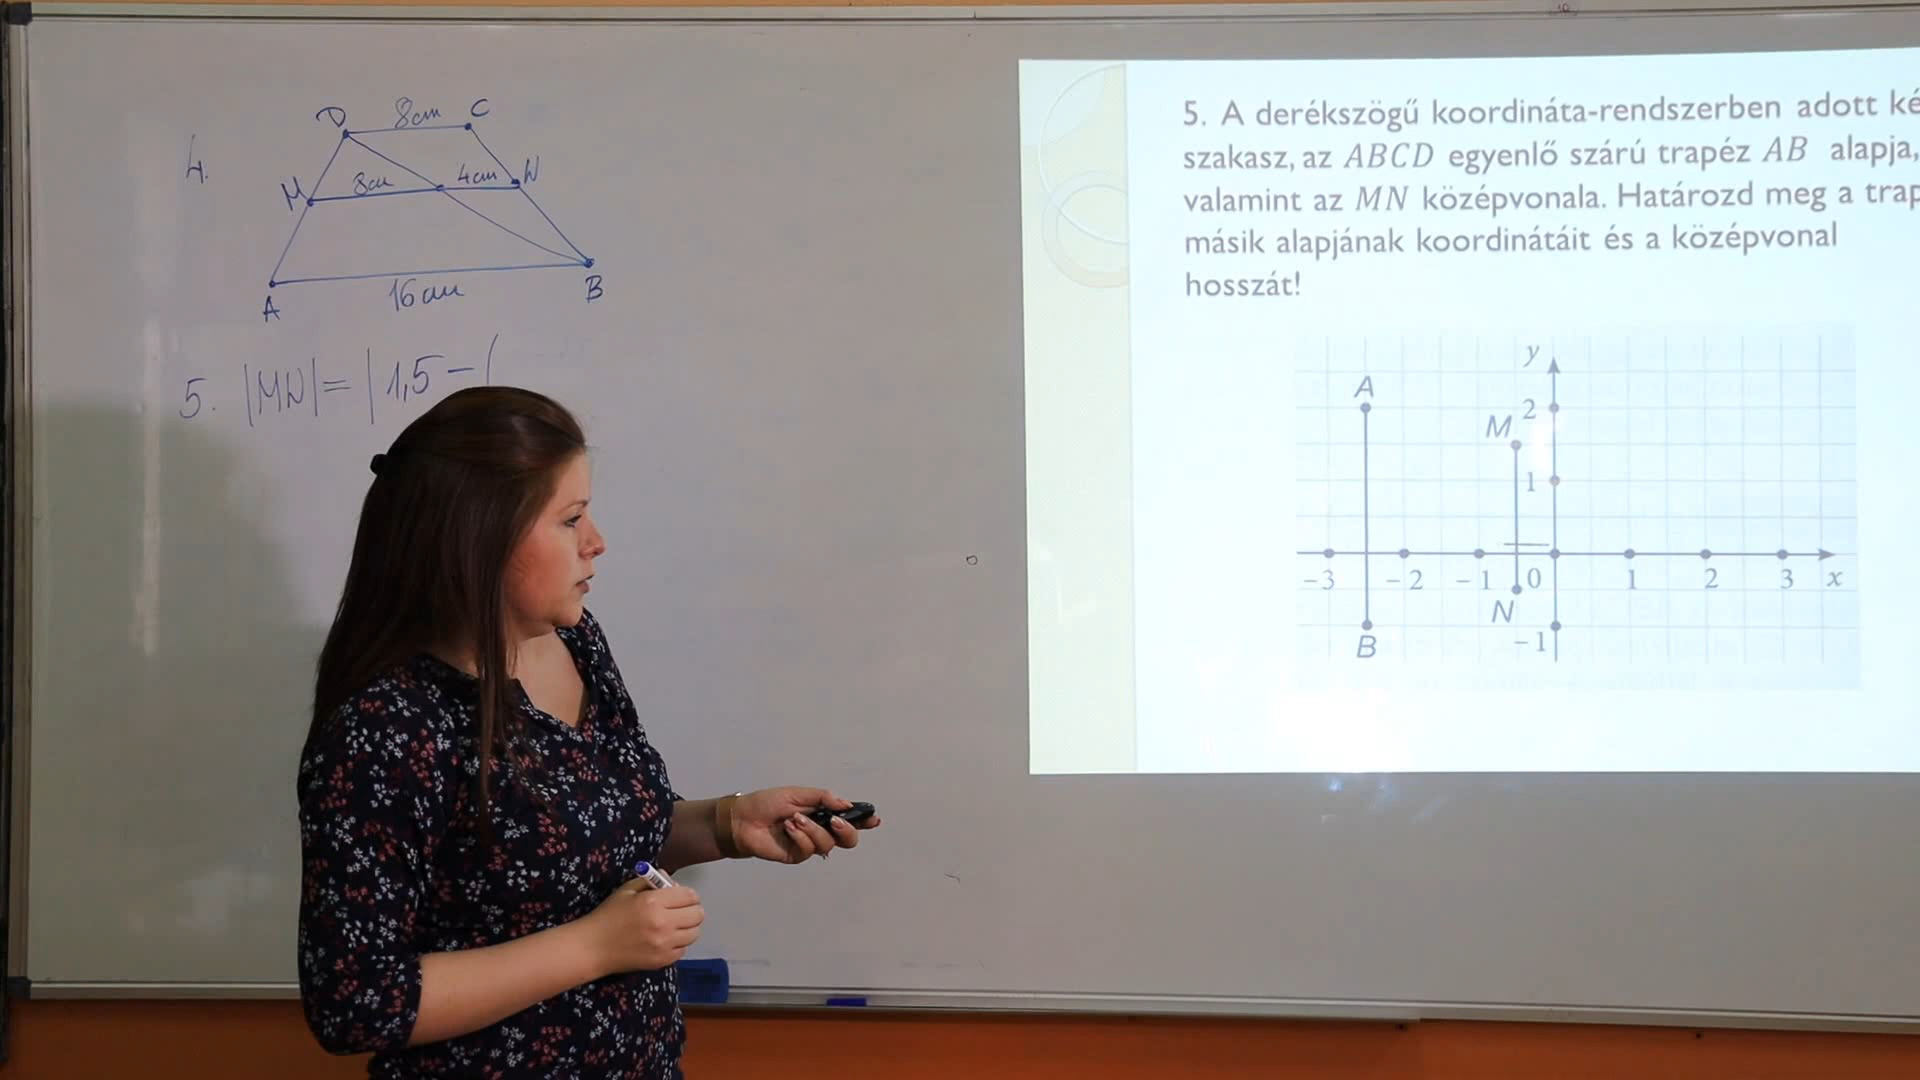 4.
D 8cm C
M 8cm 4cm N
A 16cm B
5. |MN|= | 1,5 – (
5. A derékszögű koordináta-rendszerben adott ké
szakasz, az ABCD egyenlő szárú trapéz AB alapja,
valamint az MN középvonala. Határozd meg a trap
másik alapjának koordinátáit és a középvonal
hosszát!
y
A
2
M
1
-3 -2 -1 0 1 2 3 x
N
B
-1